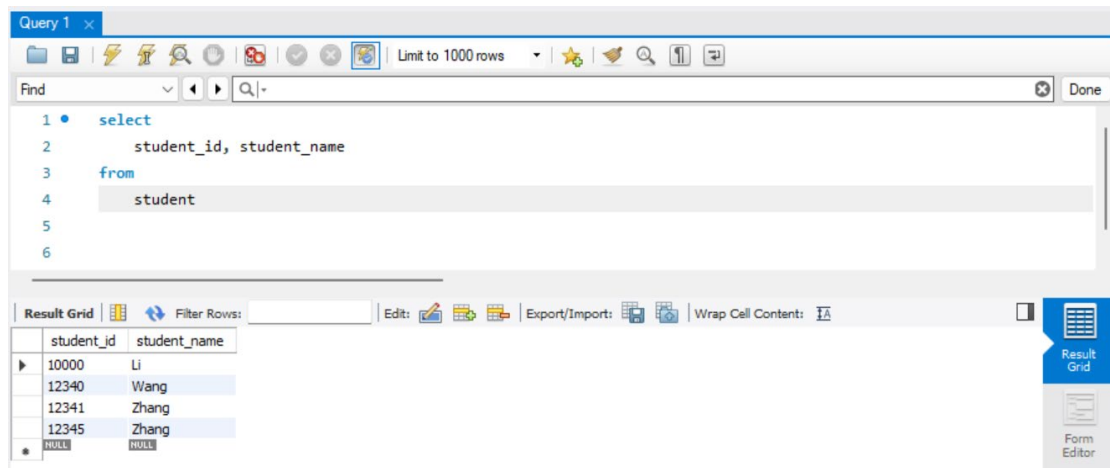 Query 1
Limit to 1000 rows
Find
Done
1 select
2 student_id, student_name
3 from
4 student
5
6
Result Grid Filter Rows: Edit: Export/Import: Wrap Cell Content: IA
student_id student_name
10000 Li
12340 Wang
12341 Zhang
12345 Zhang
NULL NULL
Result
Grid
Form
Editor